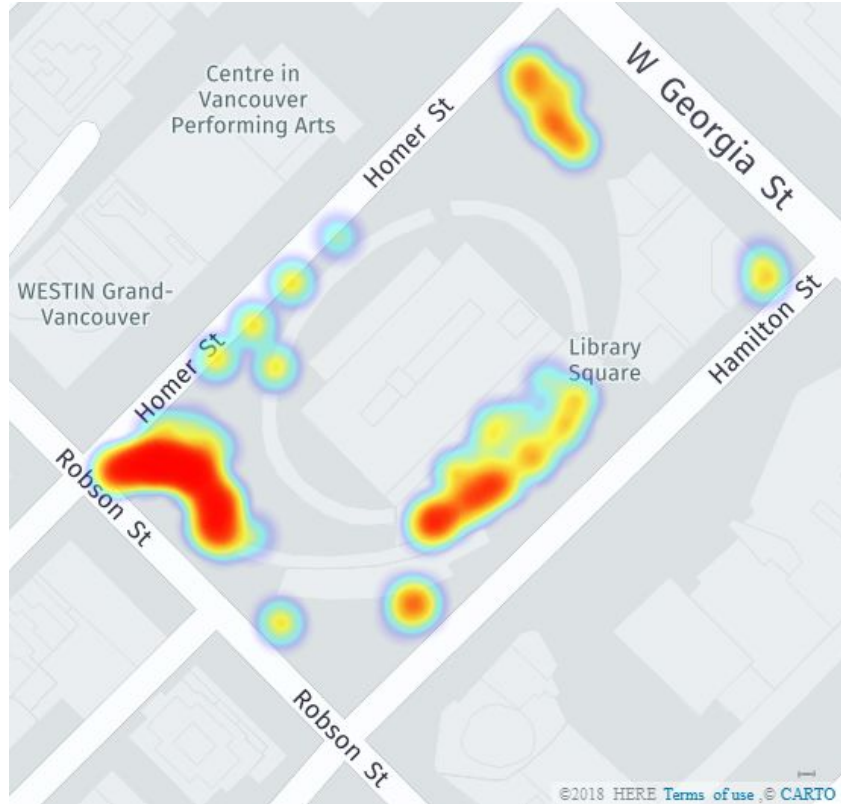 W Georgia St
Centre in
Vancouver
Performing Arts
Homer St
WESTIN Grand-
Vancouver
Hamilton St
Library
Square
Homer St
Robson St
Robson St
©2018 HERE Terms of use ,© CARTO